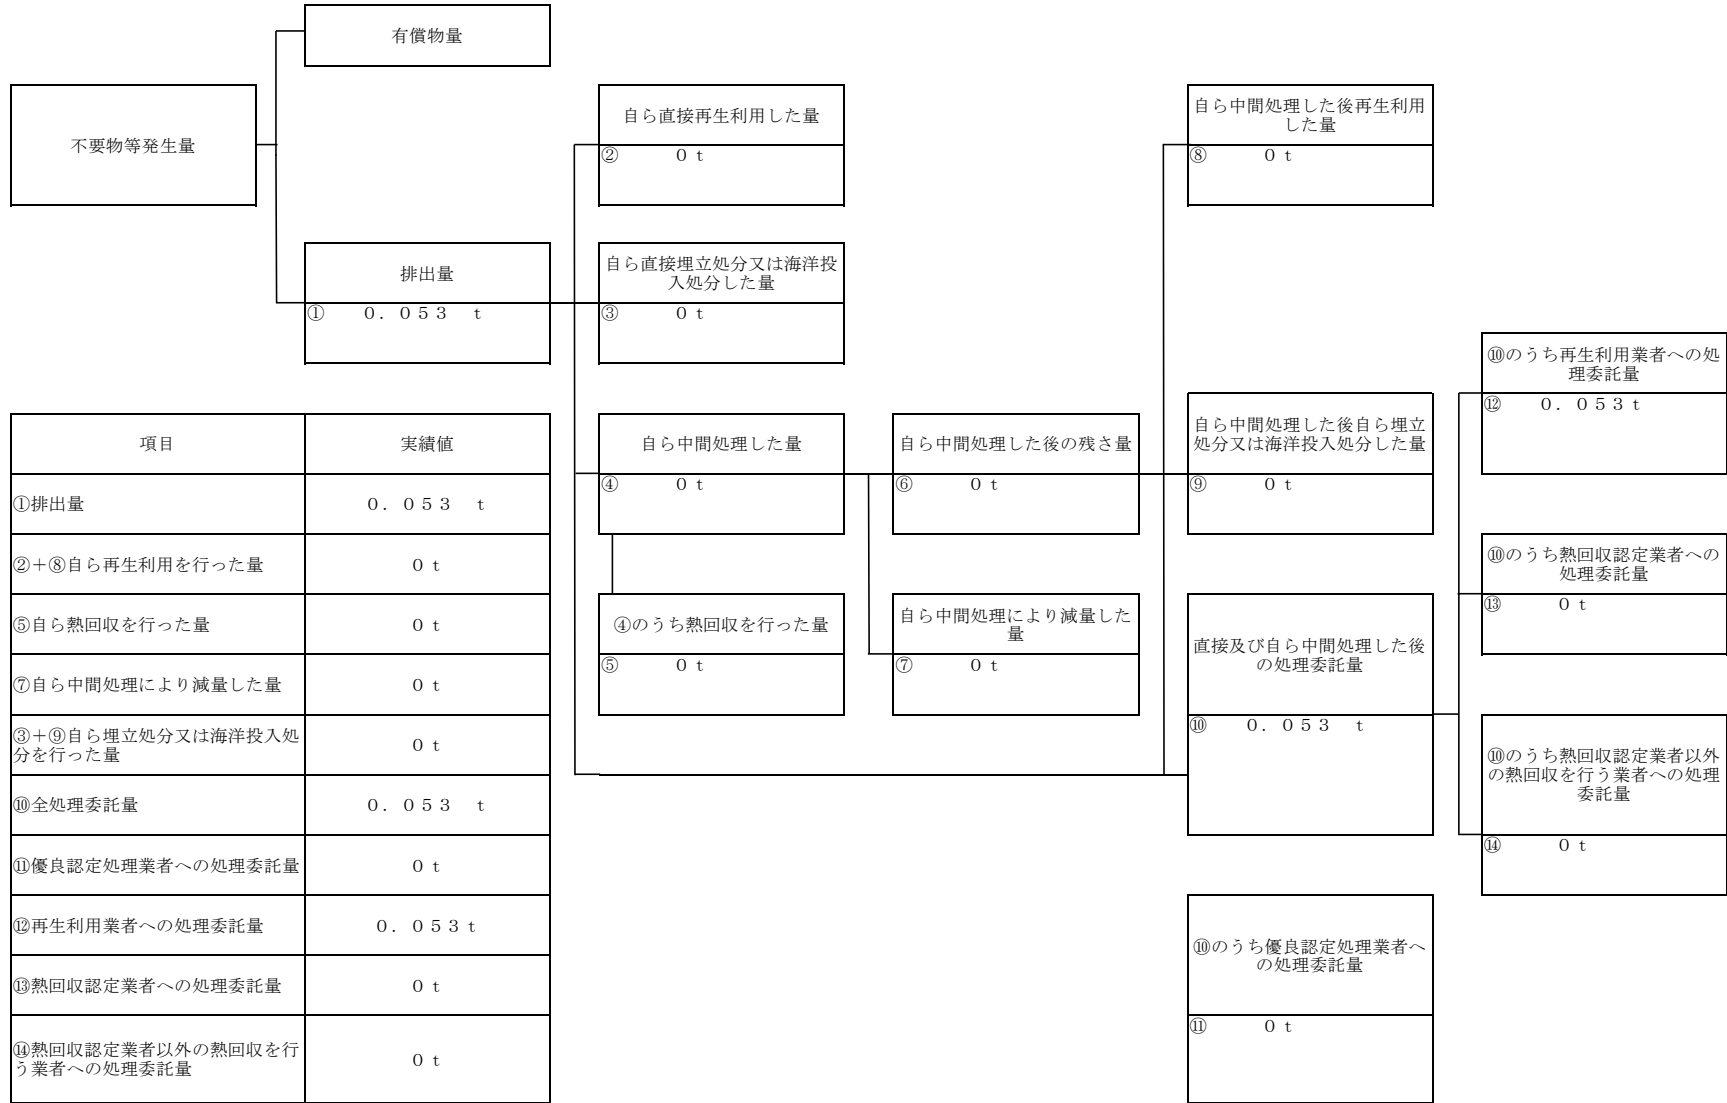 有償物量
不要物等発生量
自ら直接再生利用した量
② 0 t
自ら中間処理した後再生利用
した量
⑧ 0 t
排出量
① 0. 053 t
自ら直接埋立処分又は海洋投
入処分した量
③ 0 t
⑩のうち再生利用業者への処
理委託量
⑫ 0. 053 t
自ら中間処理した量
④ 0 t
自ら中間処理した後の残さ量
⑥ 0 t
自ら中間処理した後自ら埋立
処分又は海洋投入処分した量
⑨ 0 t
⑩のうち熱回収認定業者への
処理委託量
⑬ 0 t
④のうち熱回収を行った量
⑤ 0 t
自ら中間処理により減量した
量
⑦ 0 t
直接及び自ら中間処理した後
の処理委託量
⑩ 0. 053 t
⑩のうち熱回収認定業者以外
の熱回収を行う業者への処理
委託量
⑭ 0 t
⑩のうち優良認定処理業者へ
の処理委託量
⑪ 0 t
項目 実績値
①排出量 0. 053 t
②＋⑧自ら再生利用を行った量 0 t
⑤自ら熱回収を行った量 0 t
⑦自ら中間処理により減量した量 0 t
③＋⑨自ら埋立処分又は海洋投入処
分を行った量 0 t
⑩全処理委託量 0. 053 t
⑪優良認定処理業者への処理委託量 0 t
⑫再生利用業者への処理委託量 0. 053 t
⑬熱回収認定業者への処理委託量 0 t
⑭熱回収認定業者以外の熱回収を行
う業者への処理委託量 0 t